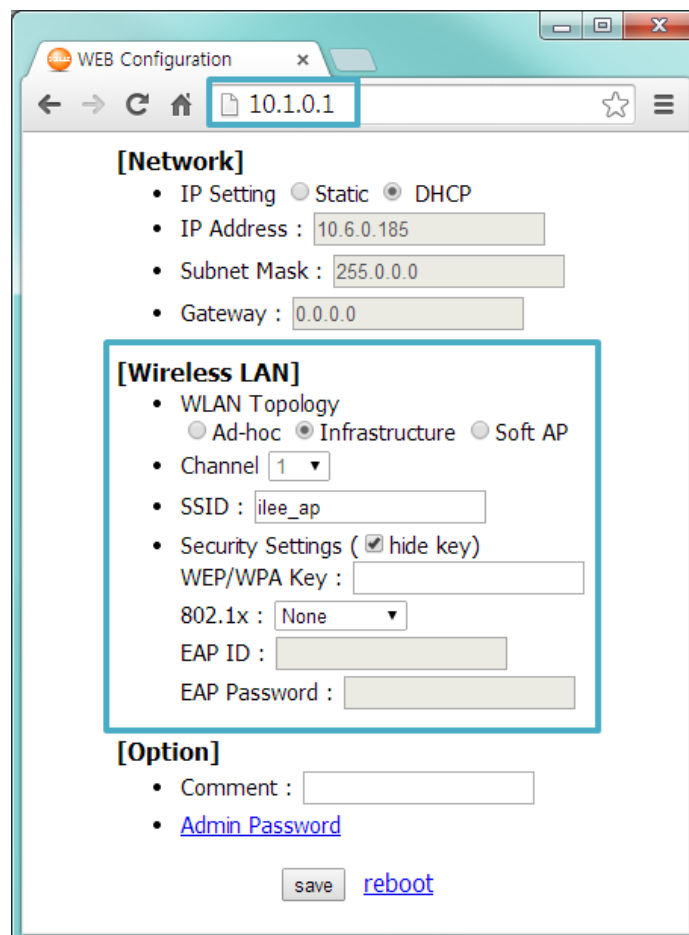 WEB Configuration
10.1.0.1
[Network]
• IP Setting Static DHCP
• IP Address : 10.6.0.185
• Subnet Mask : 255.0.0.0
• Gateway : 0.0.0.0
[Wireless LAN]
• WLAN Topology
Ad-hoc Infrastructure Soft AP
• Channel 1
• SSID : ilee_ap
• Security Settings ( hide key)
WEP/WPA Key :
802.1x : None
EAP ID :
EAP Password :
[Option]
• Comment :
• Admin Password
save reboot